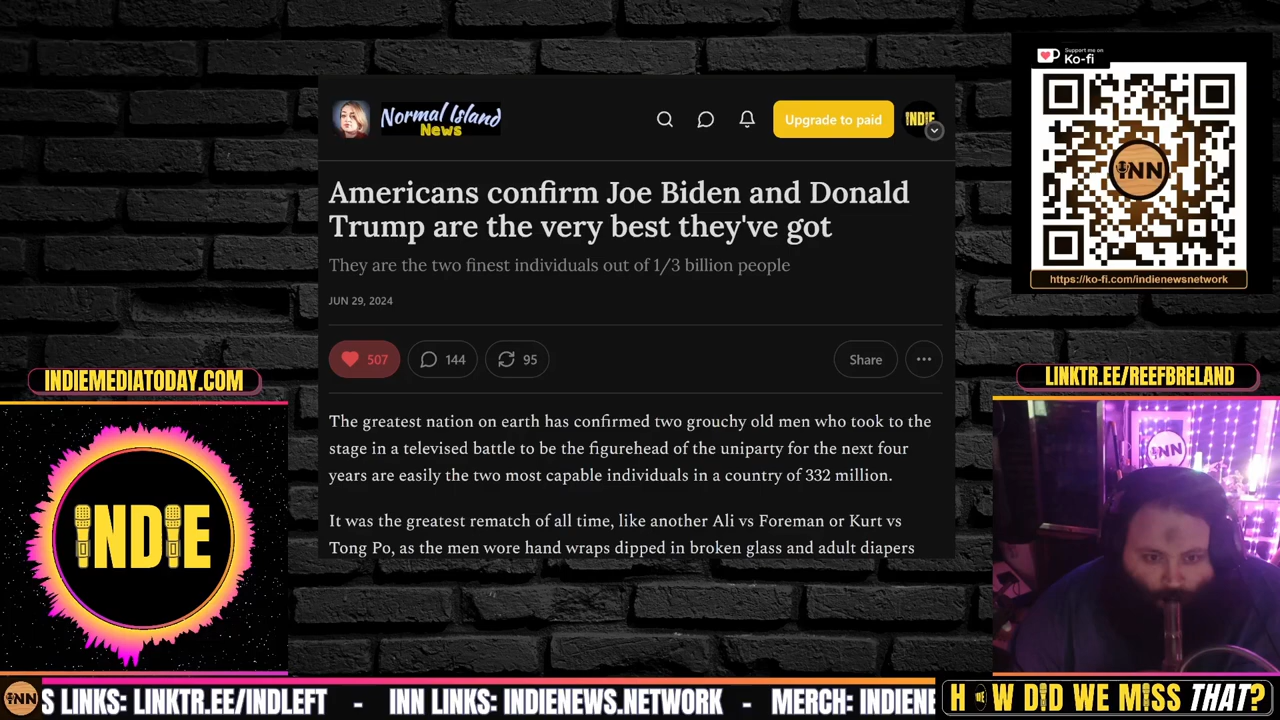 Support me on
Ko-fi
iNN
https://ko-fi.com/indienewsnetwork
Normal Island
News
Upgrade to paid
INDIE
Americans confirm Joe Biden and Donald
Trump are the very best they've got
They are the two finest individuals out of 1/3 billion people
JUN 29, 2024
507
144
95
Share
The greatest nation on earth has confirmed two grouchy old men who took to the
stage in a televised battle to be the figurehead of the uniparty for the next four
years are easily the two most capable individuals in a country of 332 million.
It was the greatest rematch of all time, like another Ali vs Foreman or Kurt vs
Tong Po, as the men wore hand wraps dipped in broken glass and adult diapers
INDIEMEDIATODAY.COM
INDIE
LINKTR.EE/REEFBRELAND
INN
iNN
S LINKS: LINKTR.EE/INDLEFT - INN LINKS: INDIENEWS.NETWORK - MERCH: INDIENE
HOW DID WE MISS THAT?